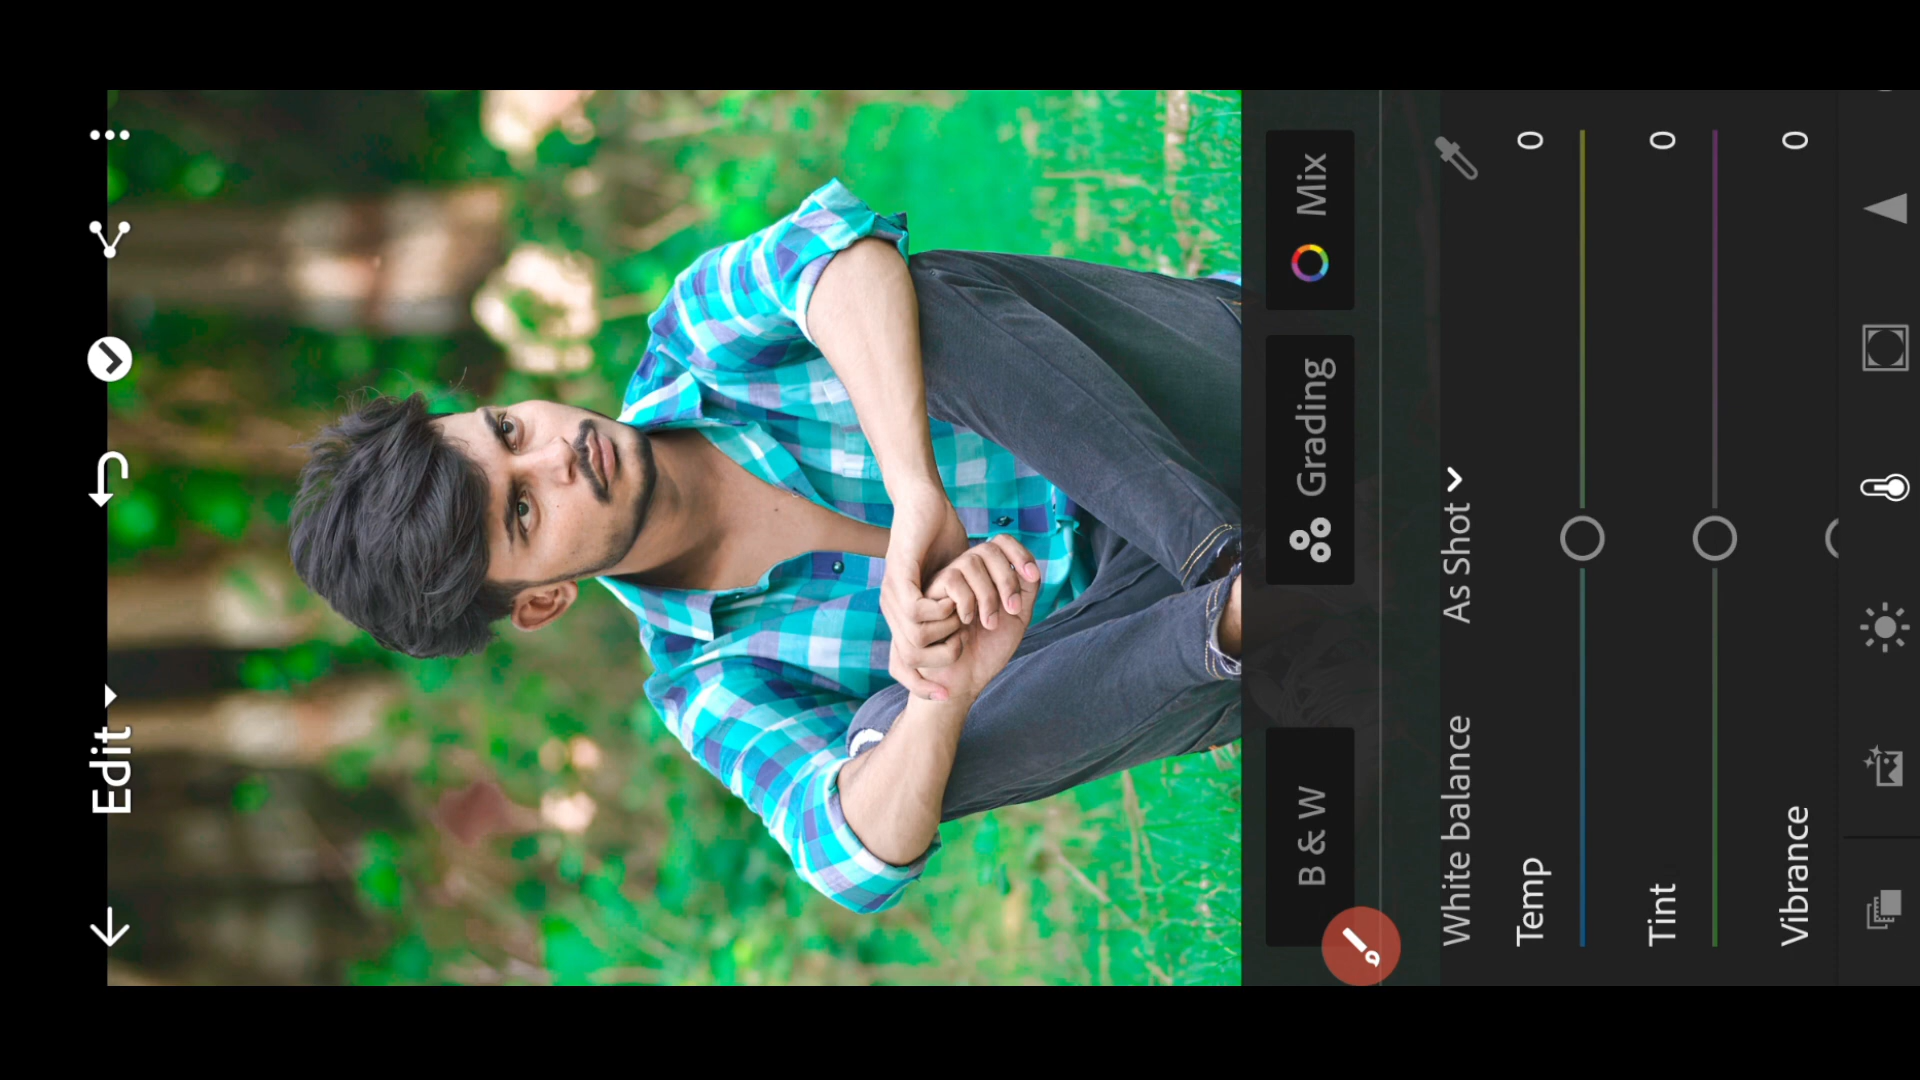 Edit
B & W
Grading
Mix
White balance
As Shot
Temp
0
Tint
0
Vibrance
0